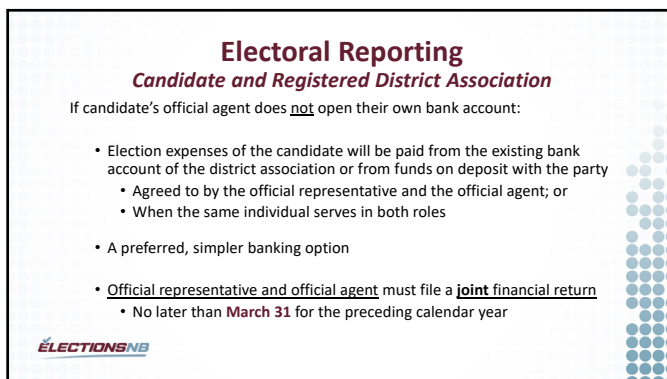 Electoral Reporting
Candidate and Registered District Association
If candidate's official agent does not open their own bank account:
• Election expenses of the candidate will be paid from the existing bank
account of the district association or from funds on deposit with the party
• Agreed to by the official representative and the official agent; or
• When the same individual serves in both roles
• A preferred, simpler banking option
• Official representative and official agent must file a joint financial return
• No later than March 31 for the preceding calendar year
ÉLECTIONSNB